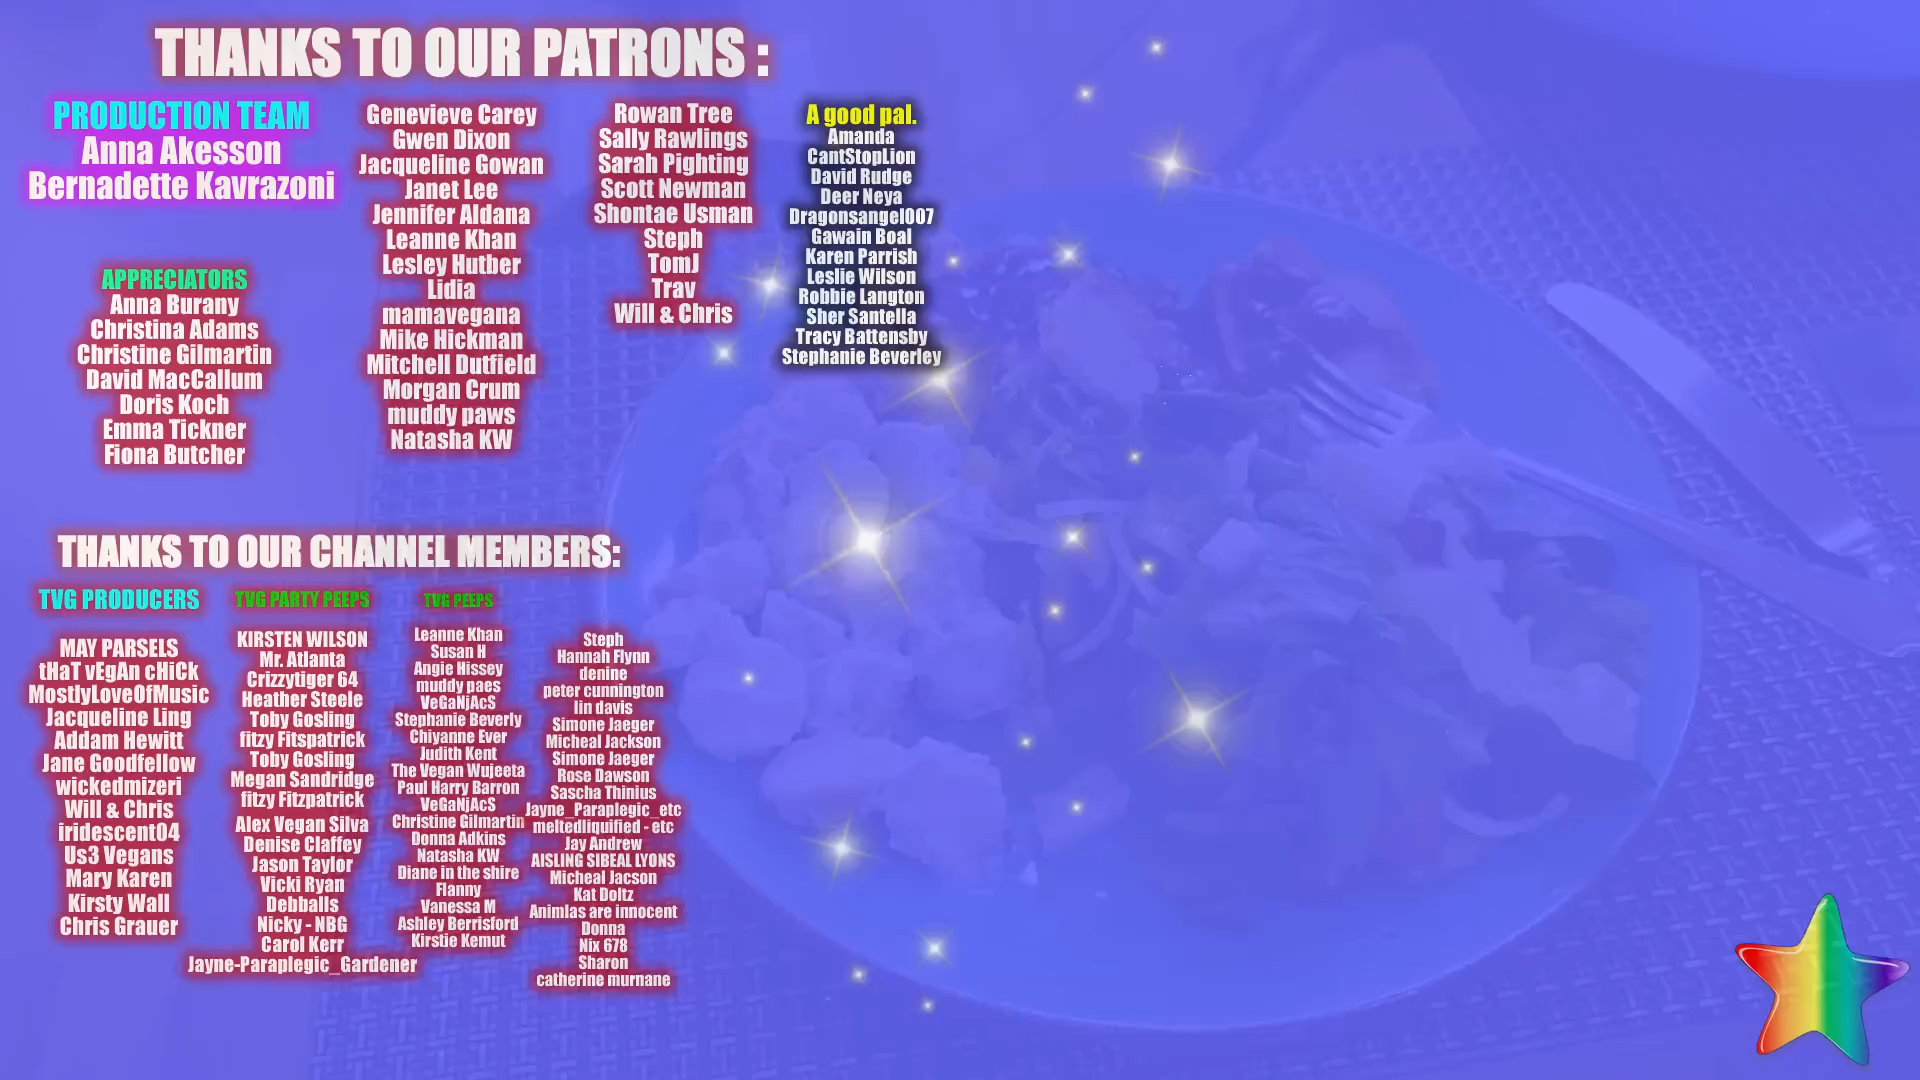 THANKS TO OUR PATRONS :
PRODUCTION TEAM
Anna Akesson
Bernadette Kavrazoni
APPRECIATORS
Anna Burany
Christina Adams
Christine Gilmartin
David MacCallum
Doris Koch
Emma Tickner
Fiona Butcher
Genevieve Carey
Gwen Dixon
Jacqueline Gowan
Janet Lee
Jennifer Aldana
Leanne Khan
Lesley Hutber
Lidia
mamavegana
Mike Hickman
Mitchell Dutfield
Morgan Crum
muddy paws
Natasha KW
Rowan Tree
Sally Rawlings
Sarah Pighting
Scott Newman
Shontae Usman
Steph
TomJ
Trav
Will & Chris
A good pal.
Amanda
CantStopLion
David Rudge
Deer Neya
Dragonsangel007
Gawain Boal
Karen Parrish
Leslie Wilson
Robbie Langton
Sher Santella
Tracy Battensby
Stephanie Beverley
THANKS TO OUR CHANNEL MEMBERS:
TVG PRODUCERS
MAY PARSELS
tHaT vEgAn cHiCk
MostlyLoveOfMusic
Jacqueline Ling
Addam Hewitt
Jane Goodfellow
wickedmizeri
Will & Chris
iridescent04
Us3 Vegans
Mary Karen
Kirsty Wall
Chris Grauer
TVG PARTY PEEPS
KIRSTEN WILSON
Mr. Atlanta
Crizzytiger 64
Heather Steele
Toby Gosling
fitzy Fitspatrick
Toby Gosling
Megan Sandridge
fitzy Fitzpatrick
Alex Vegan Silva
Denise Claffey
Jason Taylor
Vicki Ryan
Debballs
Nicky - NBG
Carol Kerr
Jayne-Paraplegic_Gardener
TVG PEEPS
Leanne Khan
Susan H
Angie Hissey
muddy paes
VeGaNjAcS
Stephanie Beverly
Chiyanne Ever
Judith Kent
The Vegan Wujeeta
Paul Harry Barron
VeGaNjAcS
Christine Gilmartin
Donna Adkins
Natasha KW
Diane in the shire
Flanny
Vanessa M
Ashley Berrisford
Kirstie Kemut
Steph
Hannah Flynn
denine
peter cunnington
lin davis
Simone Jaeger
Micheal Jackson
Simone Jaeger
Rose Dawson
Sascha Thinius
Jayne_Paraplegic_etc
meltedliquified - etc
Jay Andrew
AISLING SIBEAL LYONS
Micheal Jacson
Kat Doltz
Animlas are innocent
Donna
Nix 678
Sharon
catherine murnane